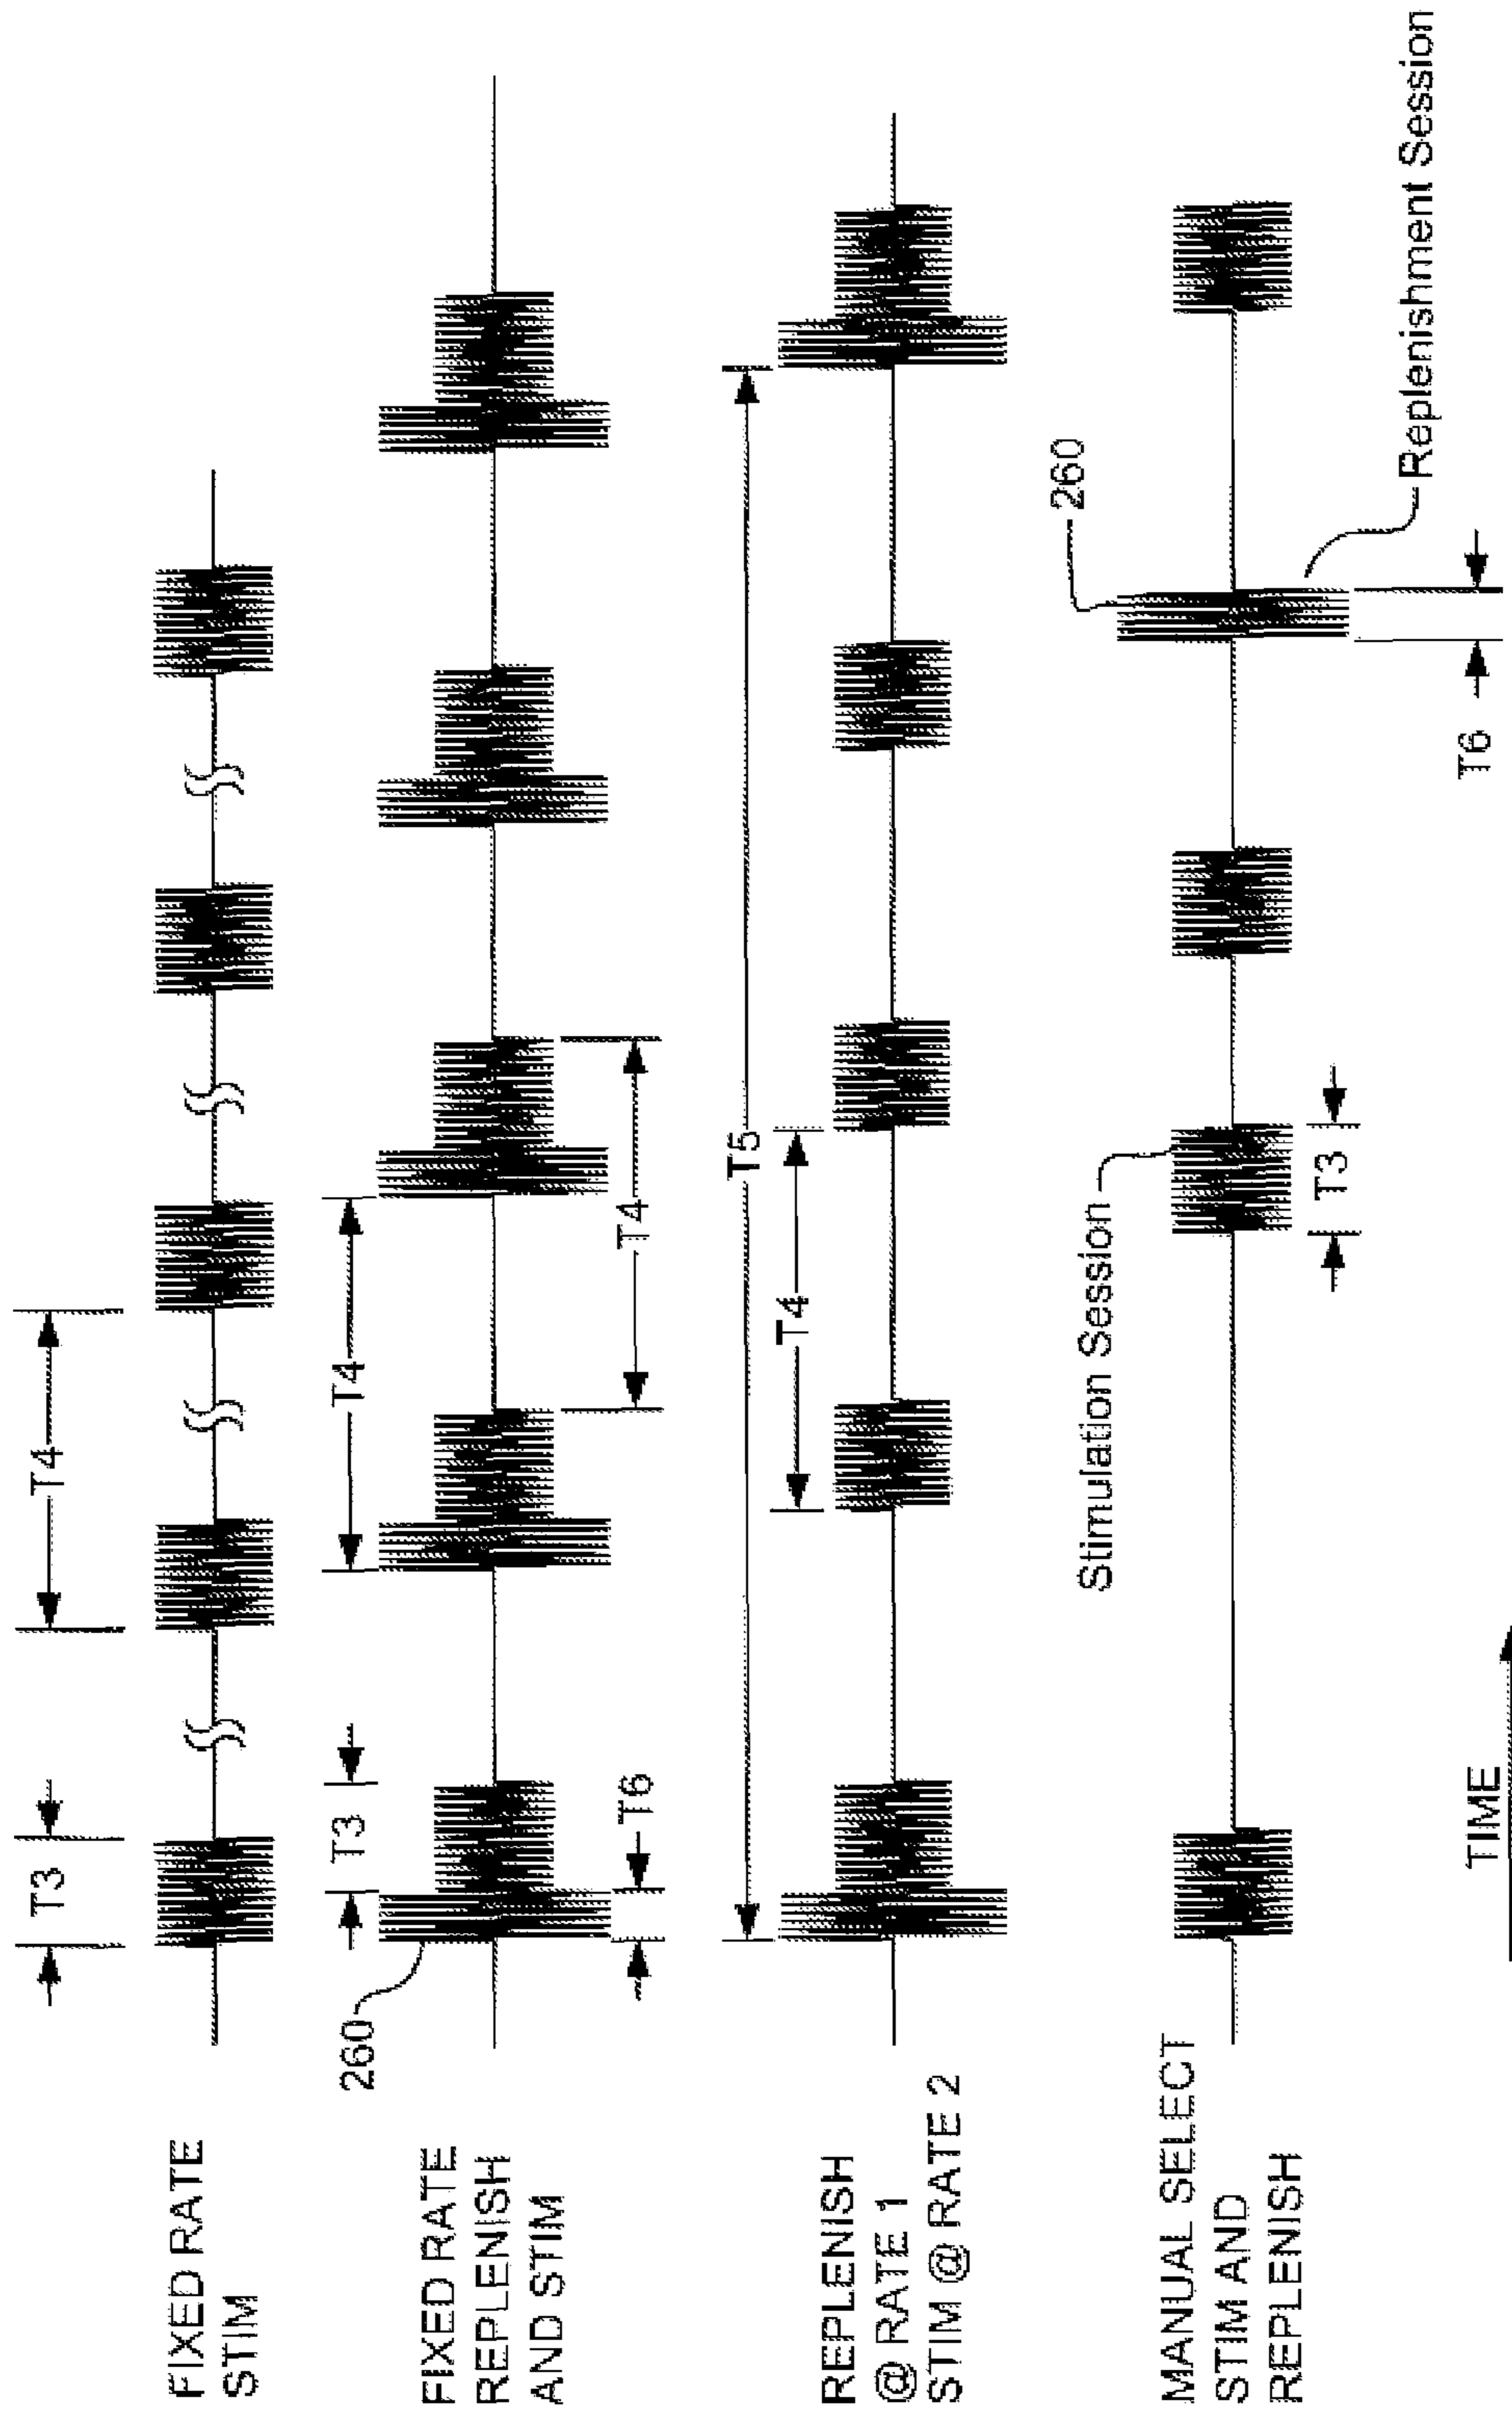 T3
T4
FIXED RATE
STIM
T4
T3
260
FIXED RATE
REPLENISH
AND STIM
T6
T4
T5
T4
REPLENISH
@ RATE 1
STIM @ RATE 2
Stimulation Session
260
MANUAL SELECT
STIM AND
REPLENISH
T3
Replenishment Session
T6
TIME